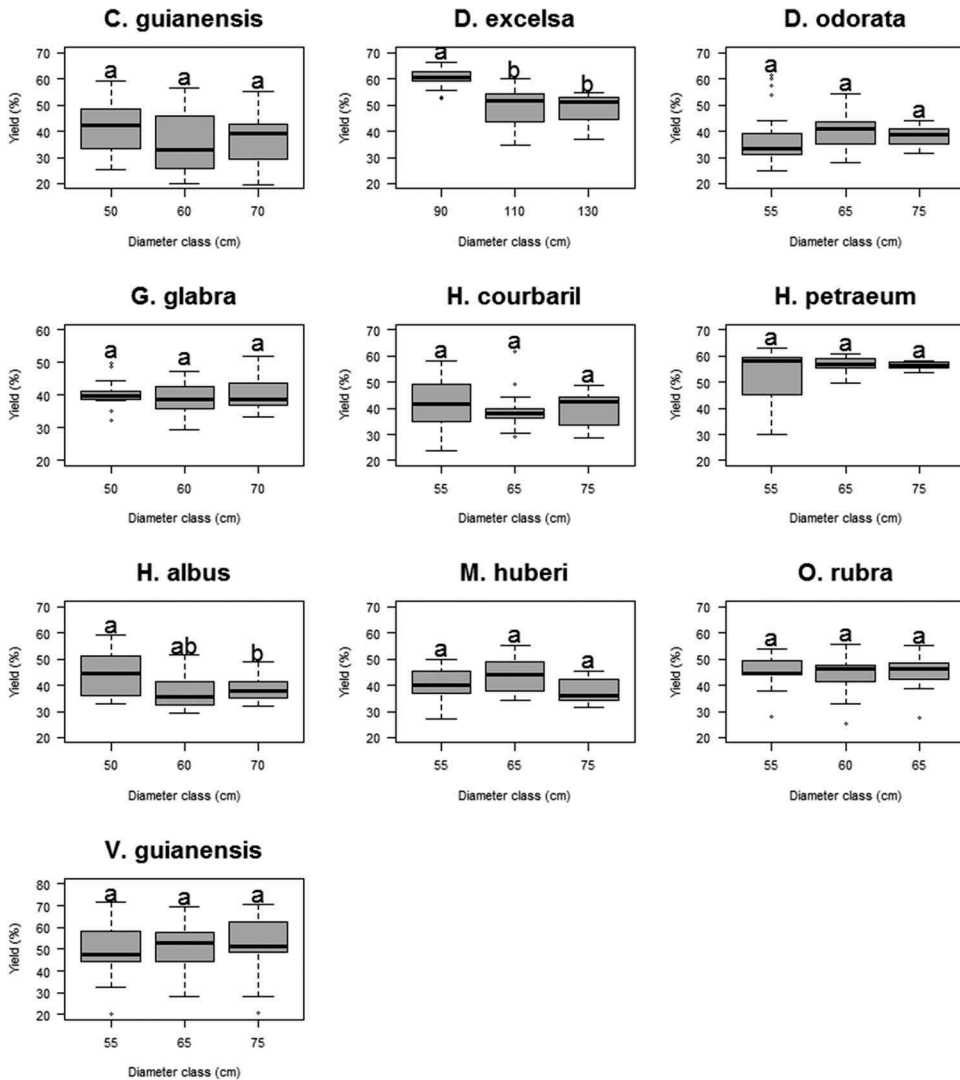 C. guianensis
70
60
50
40
30
20
Yield (%)
a a a
50 60 70
Diameter class (cm)
D. excelsa
70
60
50
40
30
20
Yield (%)
a b b
90 110 130
Diameter class (cm)
D. odorata
70
60
50
40
30
20
Yield (%)
a a a
55 65 75
Diameter class (cm)
G. glabra
60
50
40
30
20
Yield (%)
a a a
50 60 70
Diameter class (cm)
H. courbaril
70
60
50
40
30
20
Yield (%)
a a a
55 65 75
Diameter class (cm)
H. petraeum
70
60
50
40
30
20
Yield (%)
a a a
55 65 75
Diameter class (cm)
H. albus
70
60
50
40
30
20
Yield (%)
a ab b
50 60 70
Diameter class (cm)
M. huberi
70
60
50
40
30
20
Yield (%)
a a a
55 65 75
Diameter class (cm)
O. rubra
70
60
50
40
30
20
Yield (%)
a a a
55 60 65
Diameter class (cm)
V. guianensis
80
70
60
50
40
30
20
Yield (%)
a a a
55 65 75
Diameter class (cm)